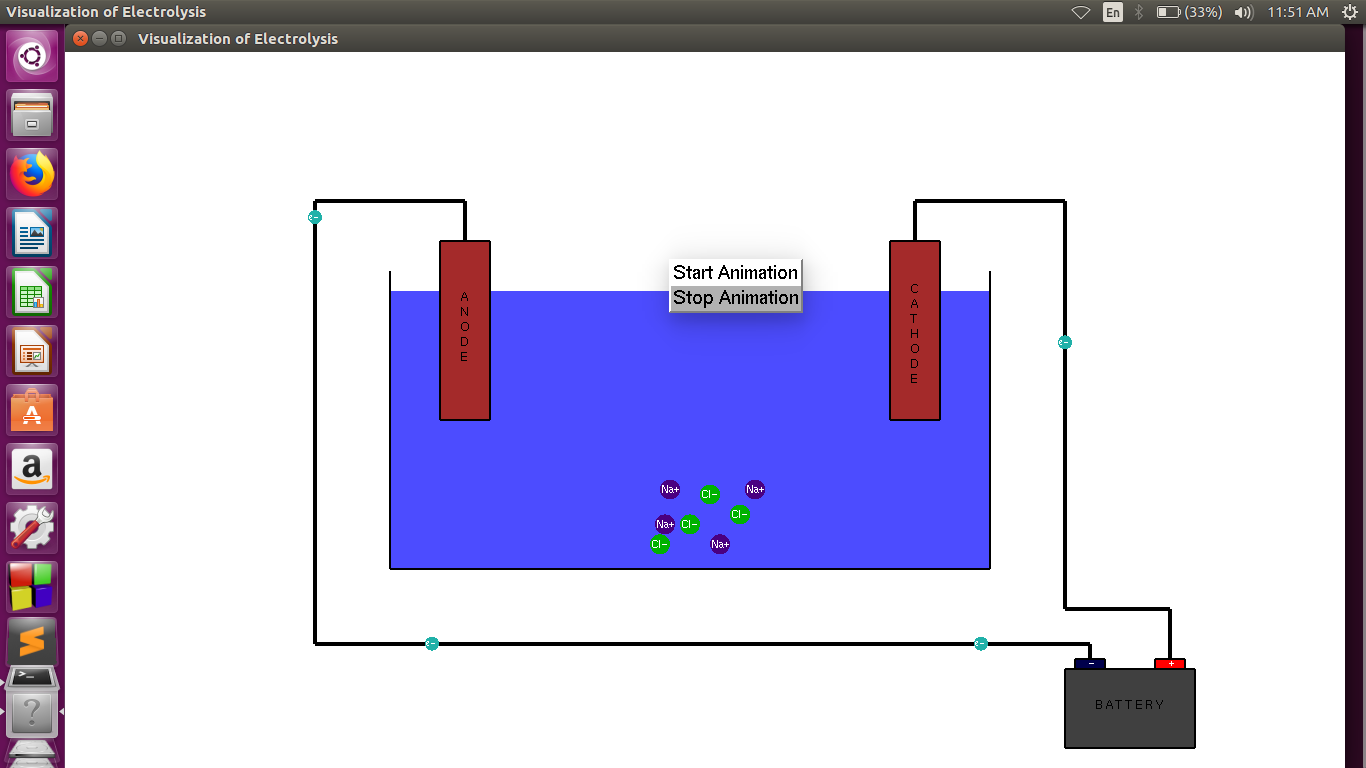 Visualization of Electrolysis
En
(33%)
11:51 AM
Visualization of Electrolysis
Start Animation
Stop Animation
ANODE
CATHODE
e-
e-
Na+
Cl-
Na+
Cl-
Na+
Cl-
Cl-
Na+
e-
e-
-
+
BATTERY